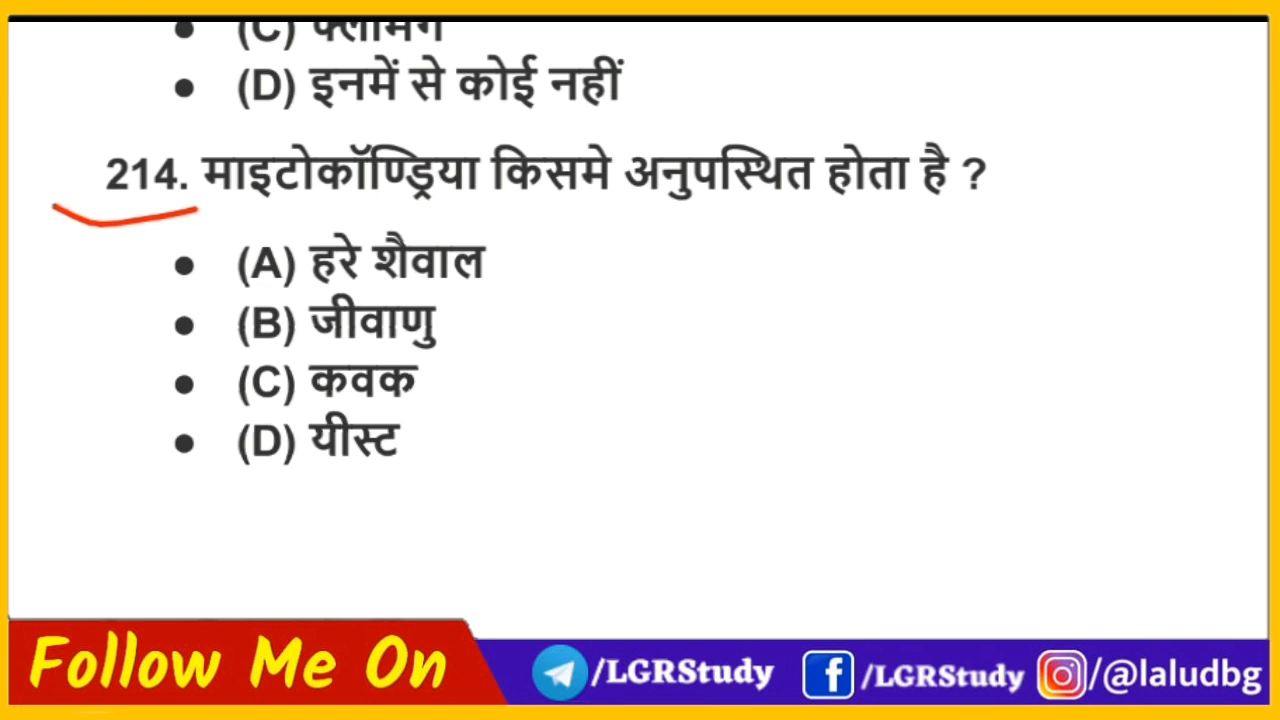 (C) फ्लेमिंग
(D) इनमें से कोई नहीं
214. माइटोकॉण्ड्रिया किसमे अनुपस्थित होता है ?
(A) हरे शैवाल
(B) जीवाणु
(C) कवक
(D) यीस्ट
Follow Me On /LGRStudy /LGRStudy /@laludbg